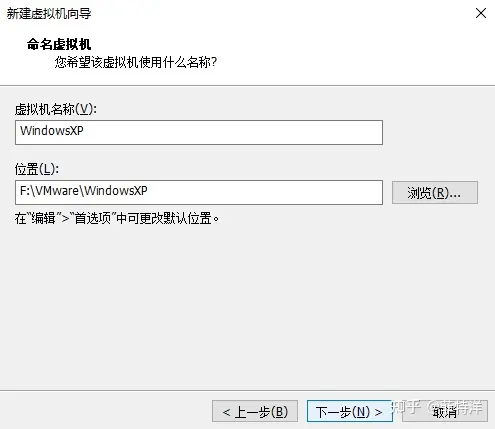 新建虚拟机向导
命名虚拟机
您希望该虚拟机使用什么名称?
虚拟机名称(V):
WindowsXP
位置(L):
F:\VMware\WindowsXP
浏览(R)...
在“编辑”>“首选项”中可更改默认位置。
< 上一步(B)
下一步(N) >
取消
知乎